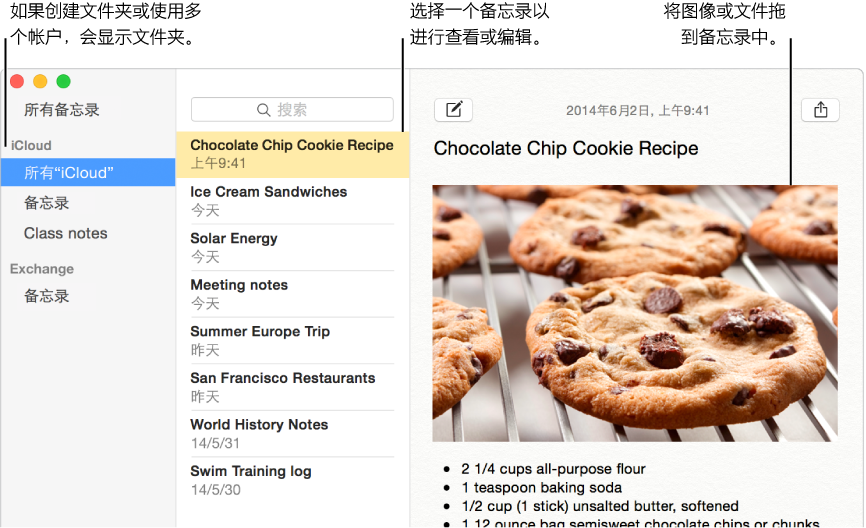 如果创建文件夹或使用多
个帐户，会显示文件夹。
选择一个备忘录以
进行查看或编辑。
将图像或文件拖
到备忘录中。
所有备忘录
iCloud
所有“iCloud”
备忘录
Class notes
Exchange
备忘录
搜索
Chocolate Chip Cookie Recipe
上午9:41
Ice Cream Sandwiches
今天
Solar Energy
今天
Meeting notes
今天
Summer Europe Trip
昨天
San Francisco Restaurants
昨天
World History Notes
14/5/31
Swim Training log
14/5/30
2014年6月2日, 上午9:41
Chocolate Chip Cookie Recipe
• 2 1/4 cups all-purpose flour
• 1 teaspoon baking soda
• 1/2 cup (1 stick) unsalted butter, softened
• 1 12 ounce bag semisweet chocolate chips or chunks